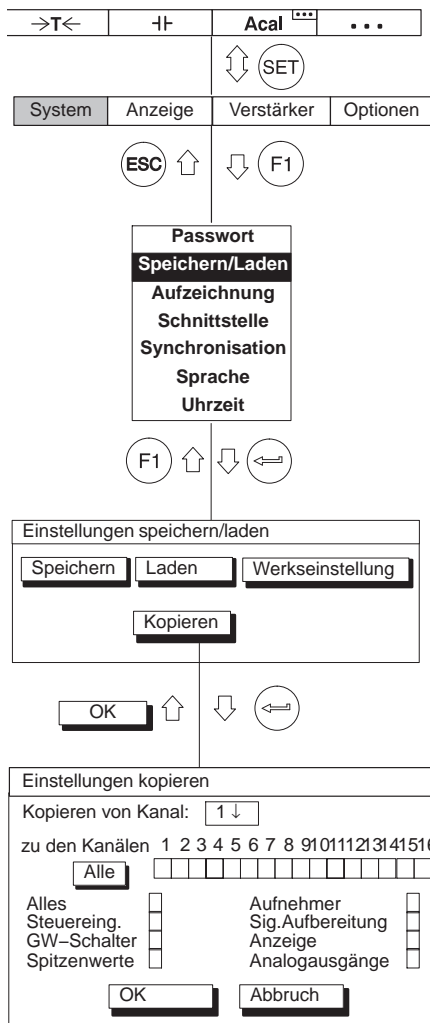 →T← ⊣⊢ Acal ...
SET
System Anzeige Verstärker Optionen
ESC F1
Passwort
Speichern/Laden
Aufzeichnung
Schnittstelle
Synchronisation
Sprache
Uhrzeit
F1
Einstellungen speichern/laden
Speichern Laden Werkseinstellung
Kopieren
OK
Einstellungen kopieren
Kopieren von Kanal: 1↓
zu den Kanälen 1 2 3 4 5 6 7 8 9 10 11 12 13 14 15 16
Alle
Alles Aufnehmer
Steuereing. Sig.Aufbereitung
GW–Schalter Anzeige
Spitzenwerte Analogausgänge
OK Abbruch